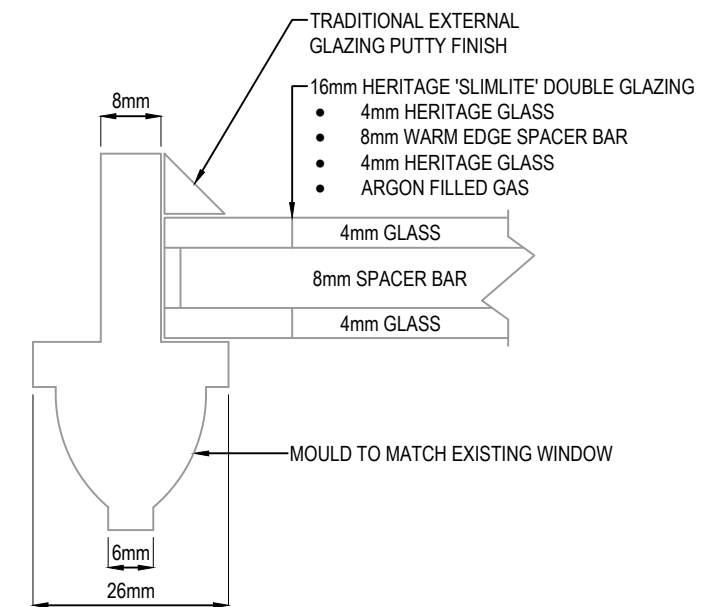 TRADITIONAL EXTERNAL
GLAZING PUTTY FINISH
16mm HERITAGE 'SLIMLITE' DOUBLE GLAZING
• 4mm HERITAGE GLASS
• 8mm WARM EDGE SPACER BAR
• 4mm HERITAGE GLASS
• ARGON FILLED GAS
8mm
4mm GLASS
8mm SPACER BAR
4mm GLASS
MOULD TO MATCH EXISTING WINDOW
6mm
26mm